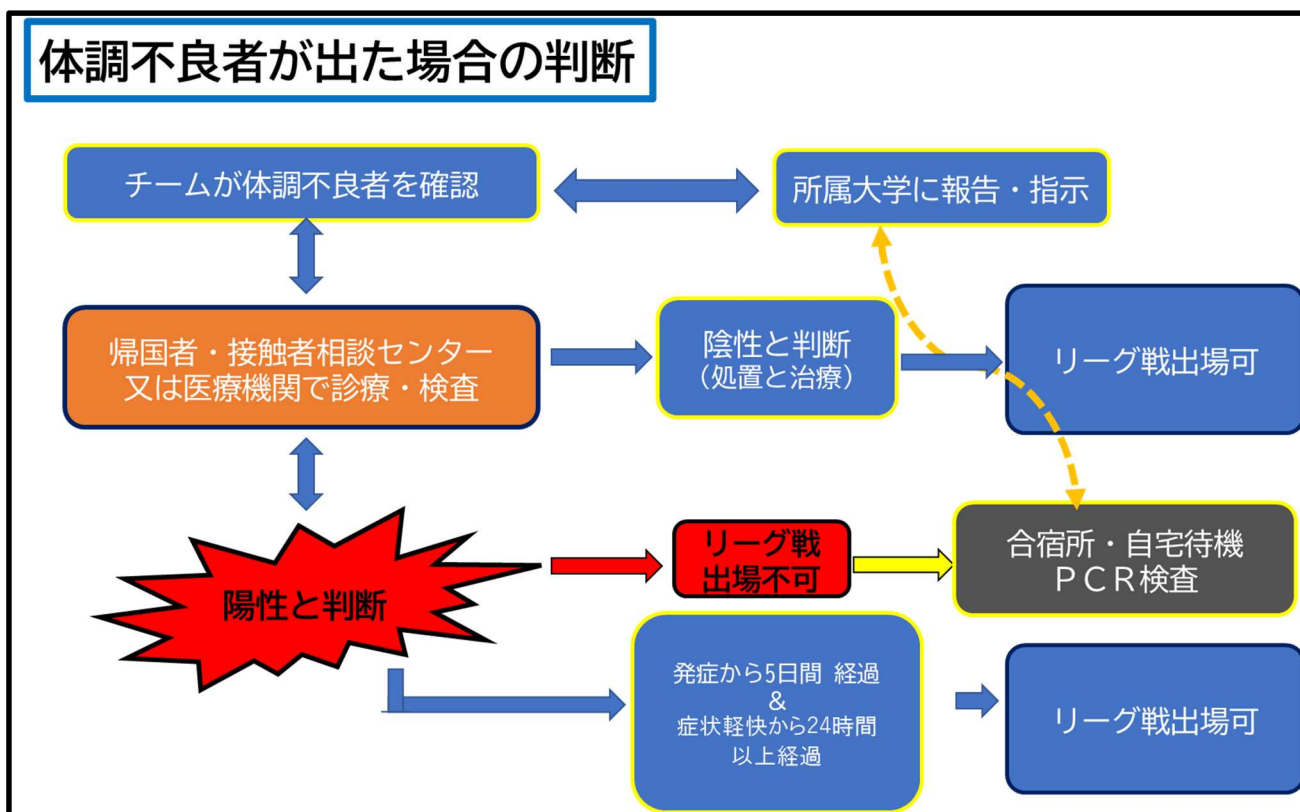 体調不良者が出た場合の判断
チームが体調不良者を確認
所属大学に報告・指示
帰国者・接触者相談センター
又は医療機関で診療・検査
陰性と判断
（処置と治療）
リーグ戦出場可
陽性と判断
リーグ戦
出場不可
合宿所・自宅待機
ＰＣＲ検査
発症から5日間 経過
&
症状軽快から24時間
以上経過
リーグ戦出場可